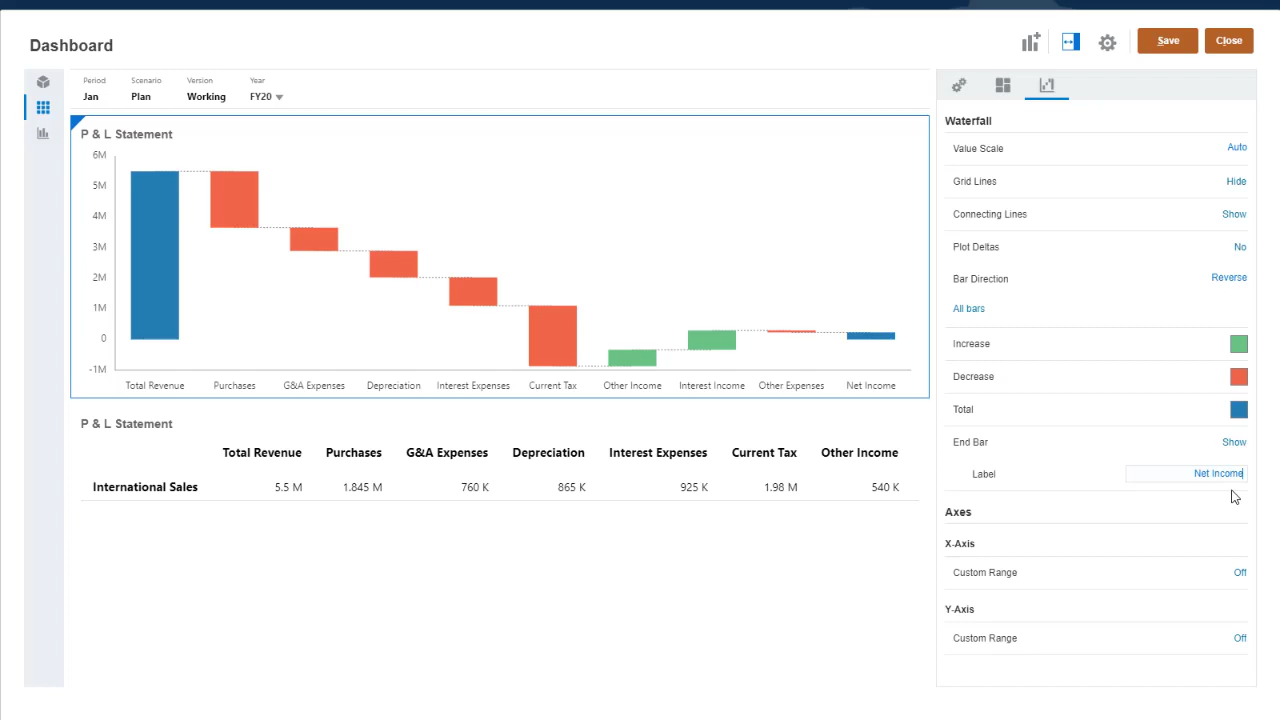 Dashboard
Save Close
Period Scenario Version Year
Jan Plan Working FY20
P & L Statement
6M
5M
4M
3M
2M
1M
0
-1M
Total Revenue Purchases G&A Expenses Depreciation Interest Expenses Current Tax Other Income Interest Income Other Expenses Net Income
P & L Statement
Total Revenue Purchases G&A Expenses Depreciation Interest Expenses Current Tax Other Income
International Sales 5.5 M 1.845 M 760 K 865 K 925 K 1.98 M 540 K
Waterfall
Value Scale Auto
Grid Lines Hide
Connecting Lines Show
Plot Deltas No
Bar Direction Reverse
All bars
Increase
Decrease
Total
End Bar Show
Label Net Income
Axes
X-Axis
Custom Range Off
Y-Axis
Custom Range Off